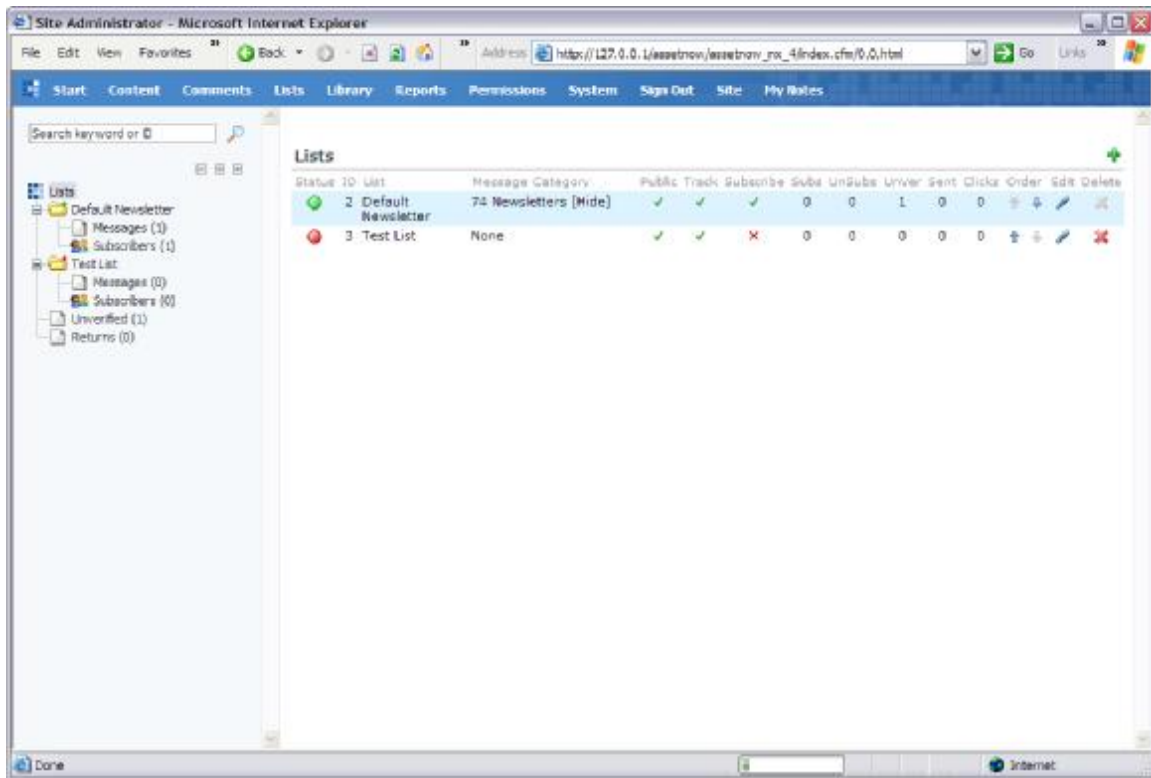 Site Administrator - Microsoft Internet Explorer
File Edit View Favorites » Back » Address http://127.0.0.1/assetnow/assetnow_nx_4/index.cfm/0,0,html Go Links »
Start Content Comments Lists Library Reports Permissions System Sign Out Site My Notes
Search keyword or ID
Lists
Default Newsletter
Messages (1)
Subscribers (1)
Test List
Messages (0)
Subscribers (0)
Unverified (1)
Returns (0)
Lists
Status ID List Message Category Public Track Subscribe Subs UnSubs Unver Sent Clicks Order Edit Delete
2 Default 74 Newsletters [Hide] 0 0 1 0 0
Newsletter
3 Test List None 0 0 0 0 0
Done Internet